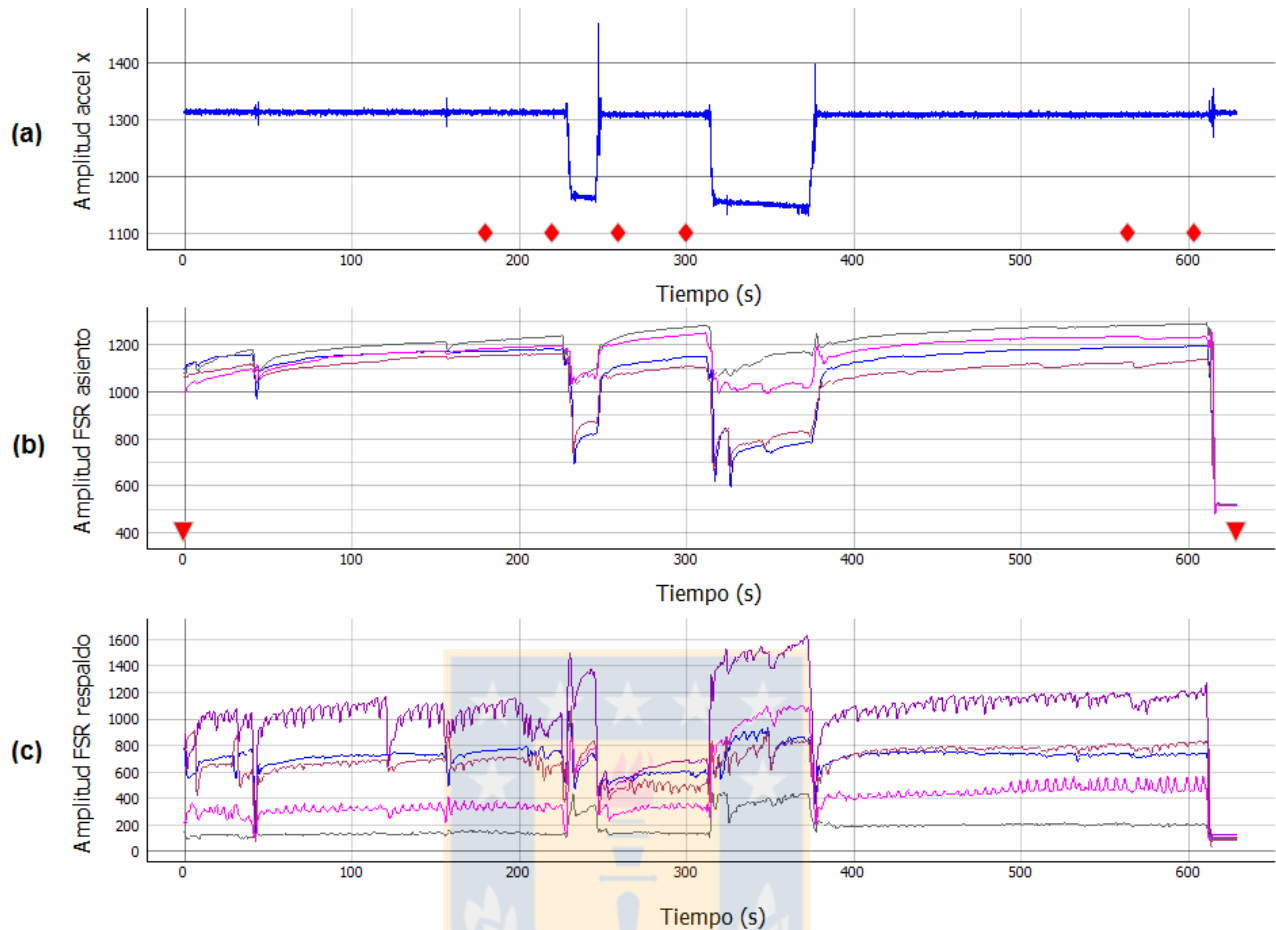 (a)
Amplitud accel x
1400
1300
1200
1100
0 100 200 300 400 500 600
Tiempo (s)
(b)
Amplitud FSR asiento
1200
1000
800
600
400
0 100 200 300 400 500 600
Tiempo (s)
(c)
Amplitud FSR respaldo
1600
1400
1200
1000
800
600
400
200
0
0 100 200 300 400 500 600
Tiempo (s)